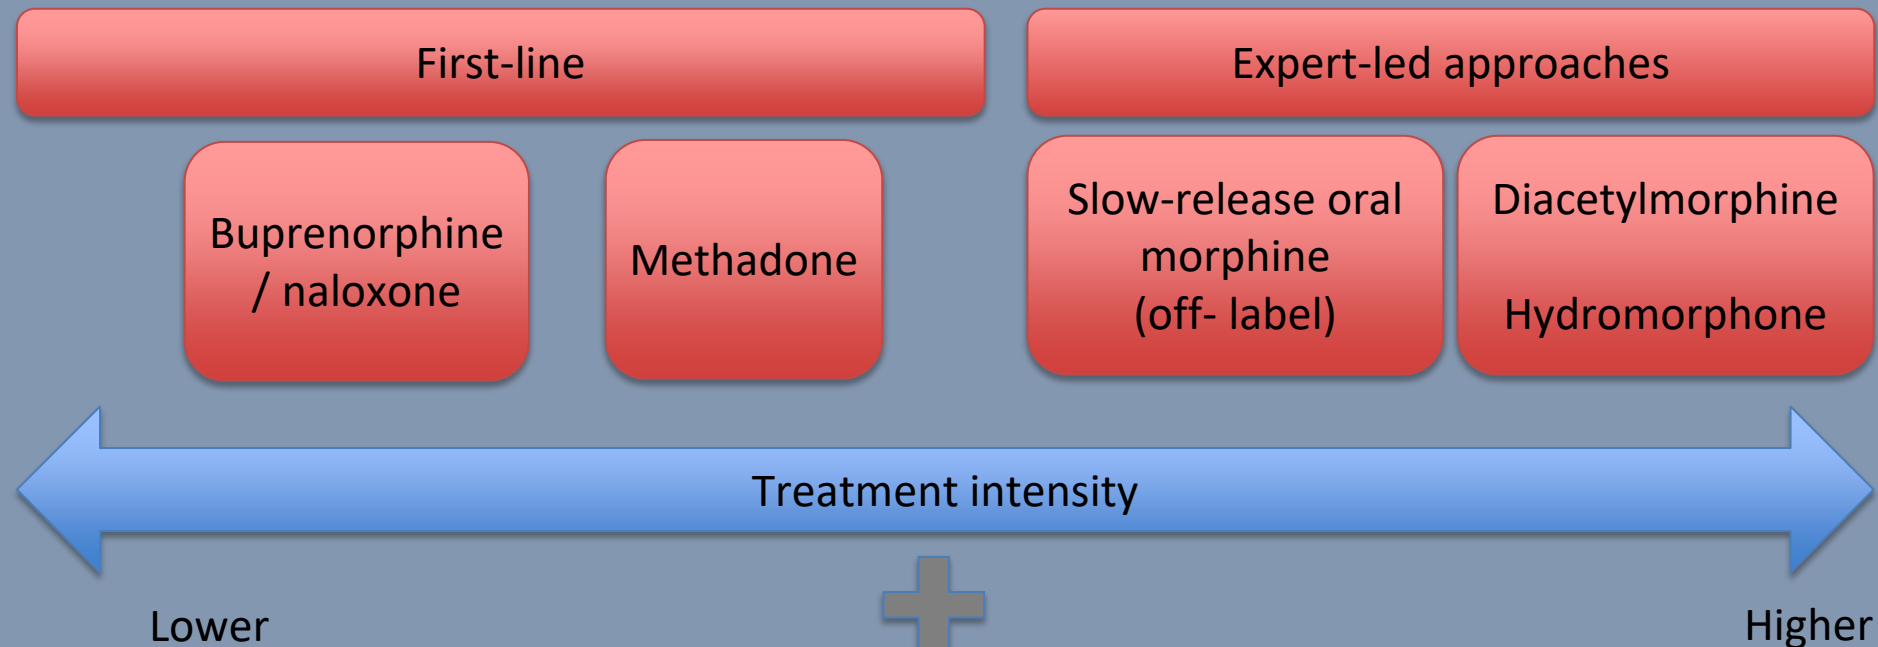 First-line
Expert-led approaches
Buprenorphine
/ naloxone
Methadone
Slow-release oral
morphine
(off- label)
Diacetylmorphine
Hydromorphone
Treatment intensity
Lower
Higher